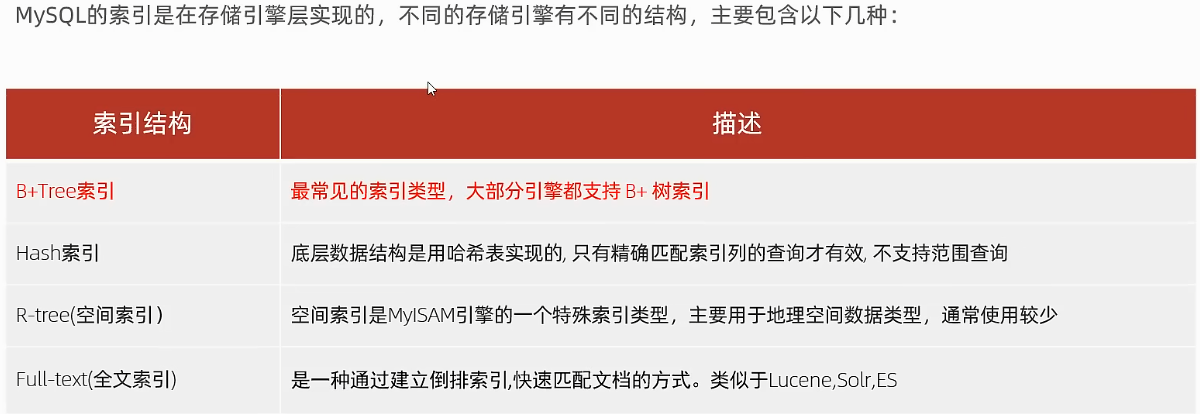 MySQL的索引是在存储引擎层实现的，不同的存储引擎有不同的结构，主要包含以下几种：
索引结构 描述
B+Tree索引 最常见的索引类型，大部分引擎都支持 B+ 树索引
Hash索引 底层数据结构是用哈希表实现的, 只有精确匹配索引列的查询才有效, 不支持范围查询
R-tree(空间索引） 空间索引是MyISAM引擎的一个特殊索引类型，主要用于地理空间数据类型，通常使用较少
Full-text(全文索引) 是一种通过建立倒排索引,快速匹配文档的方式。类似于Lucene,Solr,ES